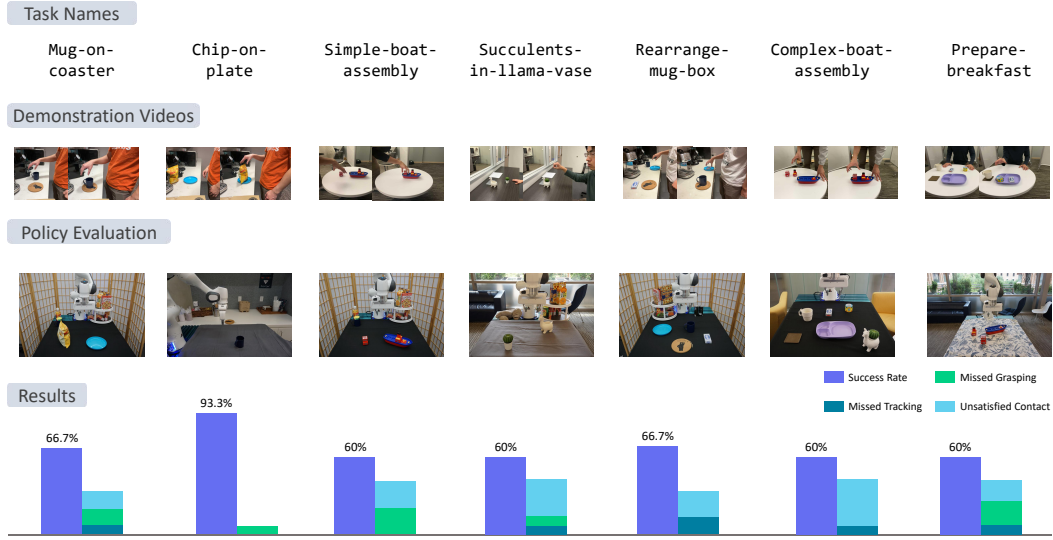 Task Names
Mug-on-
coaster
Chip-on-
plate
Simple-boat-
assembly
Succulents-
in-llama-vase
Rearrange-
mug-box
Complex-boat-
assembly
Prepare-
breakfast
Demonstration Videos
Policy Evaluation
Results
Success Rate
Missed Grasping
Missed Tracking
Unsatisfied Contact
66.7%
93.3%
60%
60%
66.7%
60%
60%